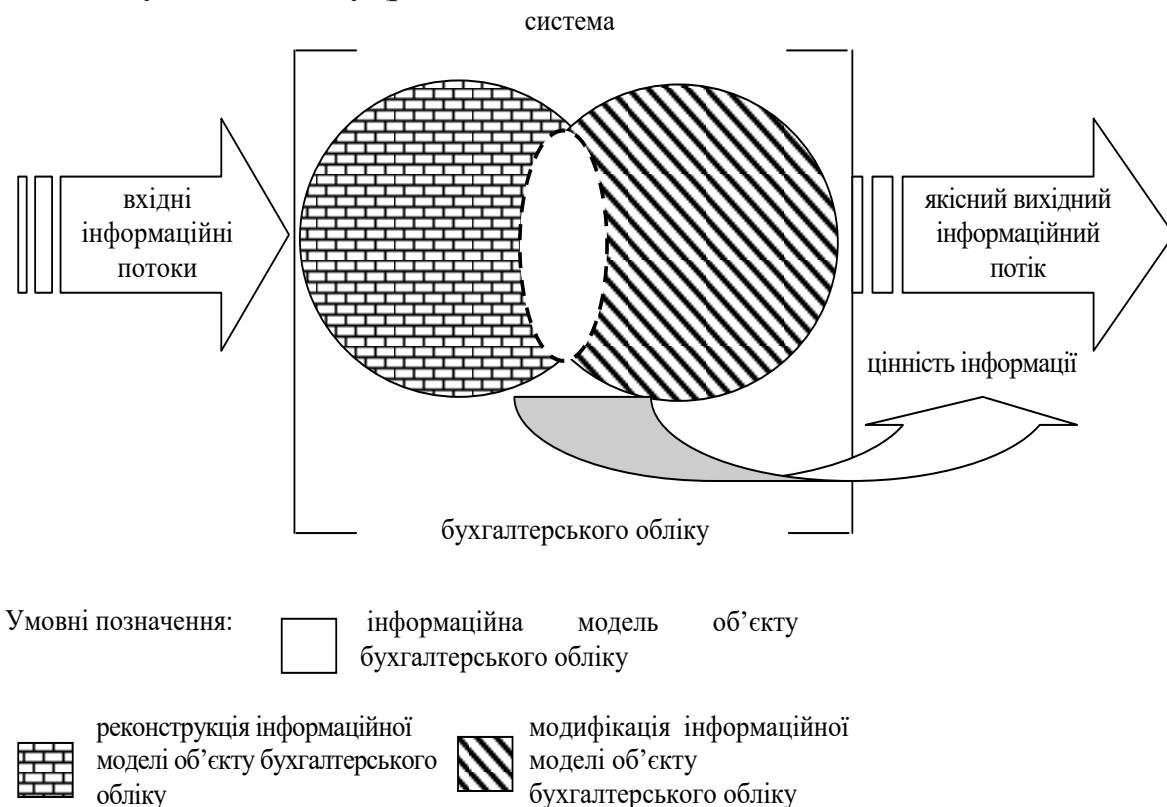 система
вхідні
інформаційні
потоки
якісний вихідний
інформаційний
потік
цінність інформації
бухгалтерського обліку
Умовні позначення:
інформаційна модель об’єкту
бухгалтерського обліку
реконструкція інформаційної
моделі об’єкту бухгалтерського
обліку
модифікація інформаційної
моделі об’єкту
бухгалтерського обліку